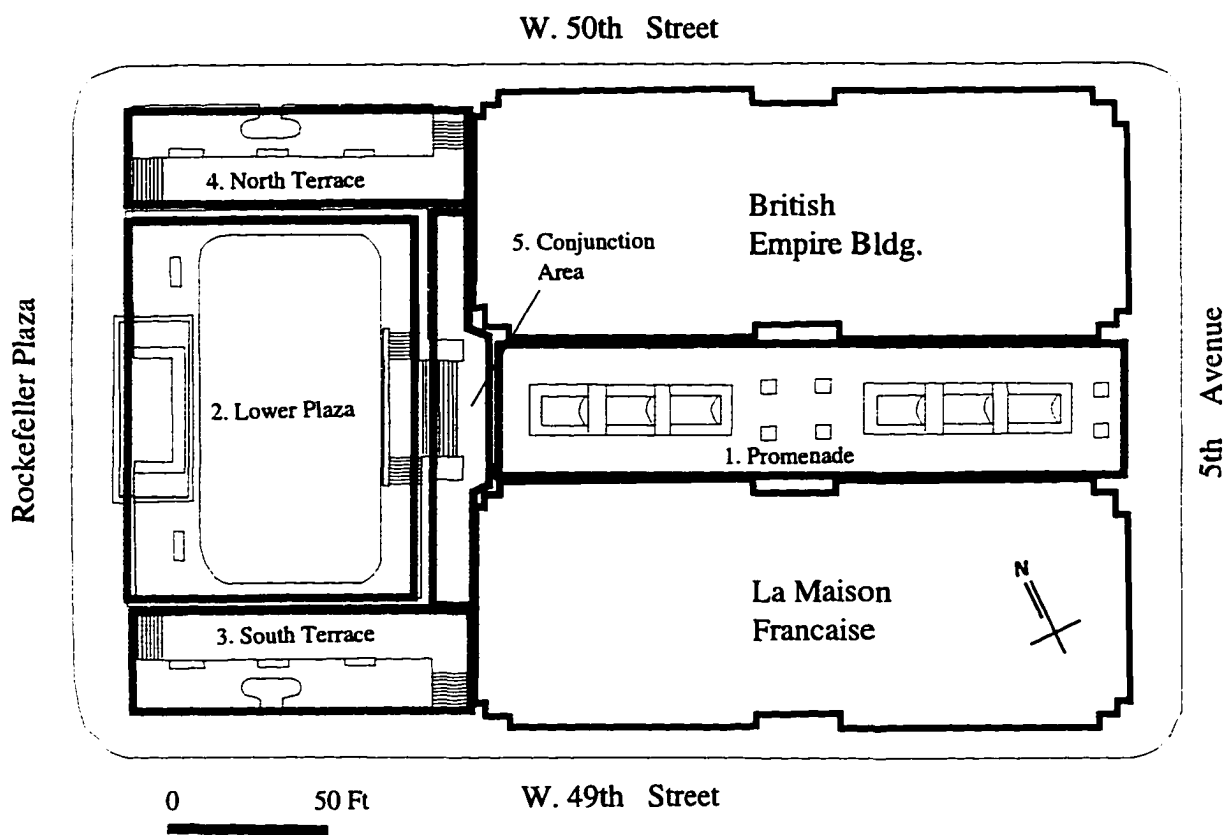 W. 50th Street
4. North Terrace
British
Empire Bldg.
5. Conjunction
Area
Rockefeller Plaza
2. Lower Plaza
5th Avenue
1. Promenade
N
La Maison
Francaise
3. South Terrace
0 50 Ft
W. 49th Street